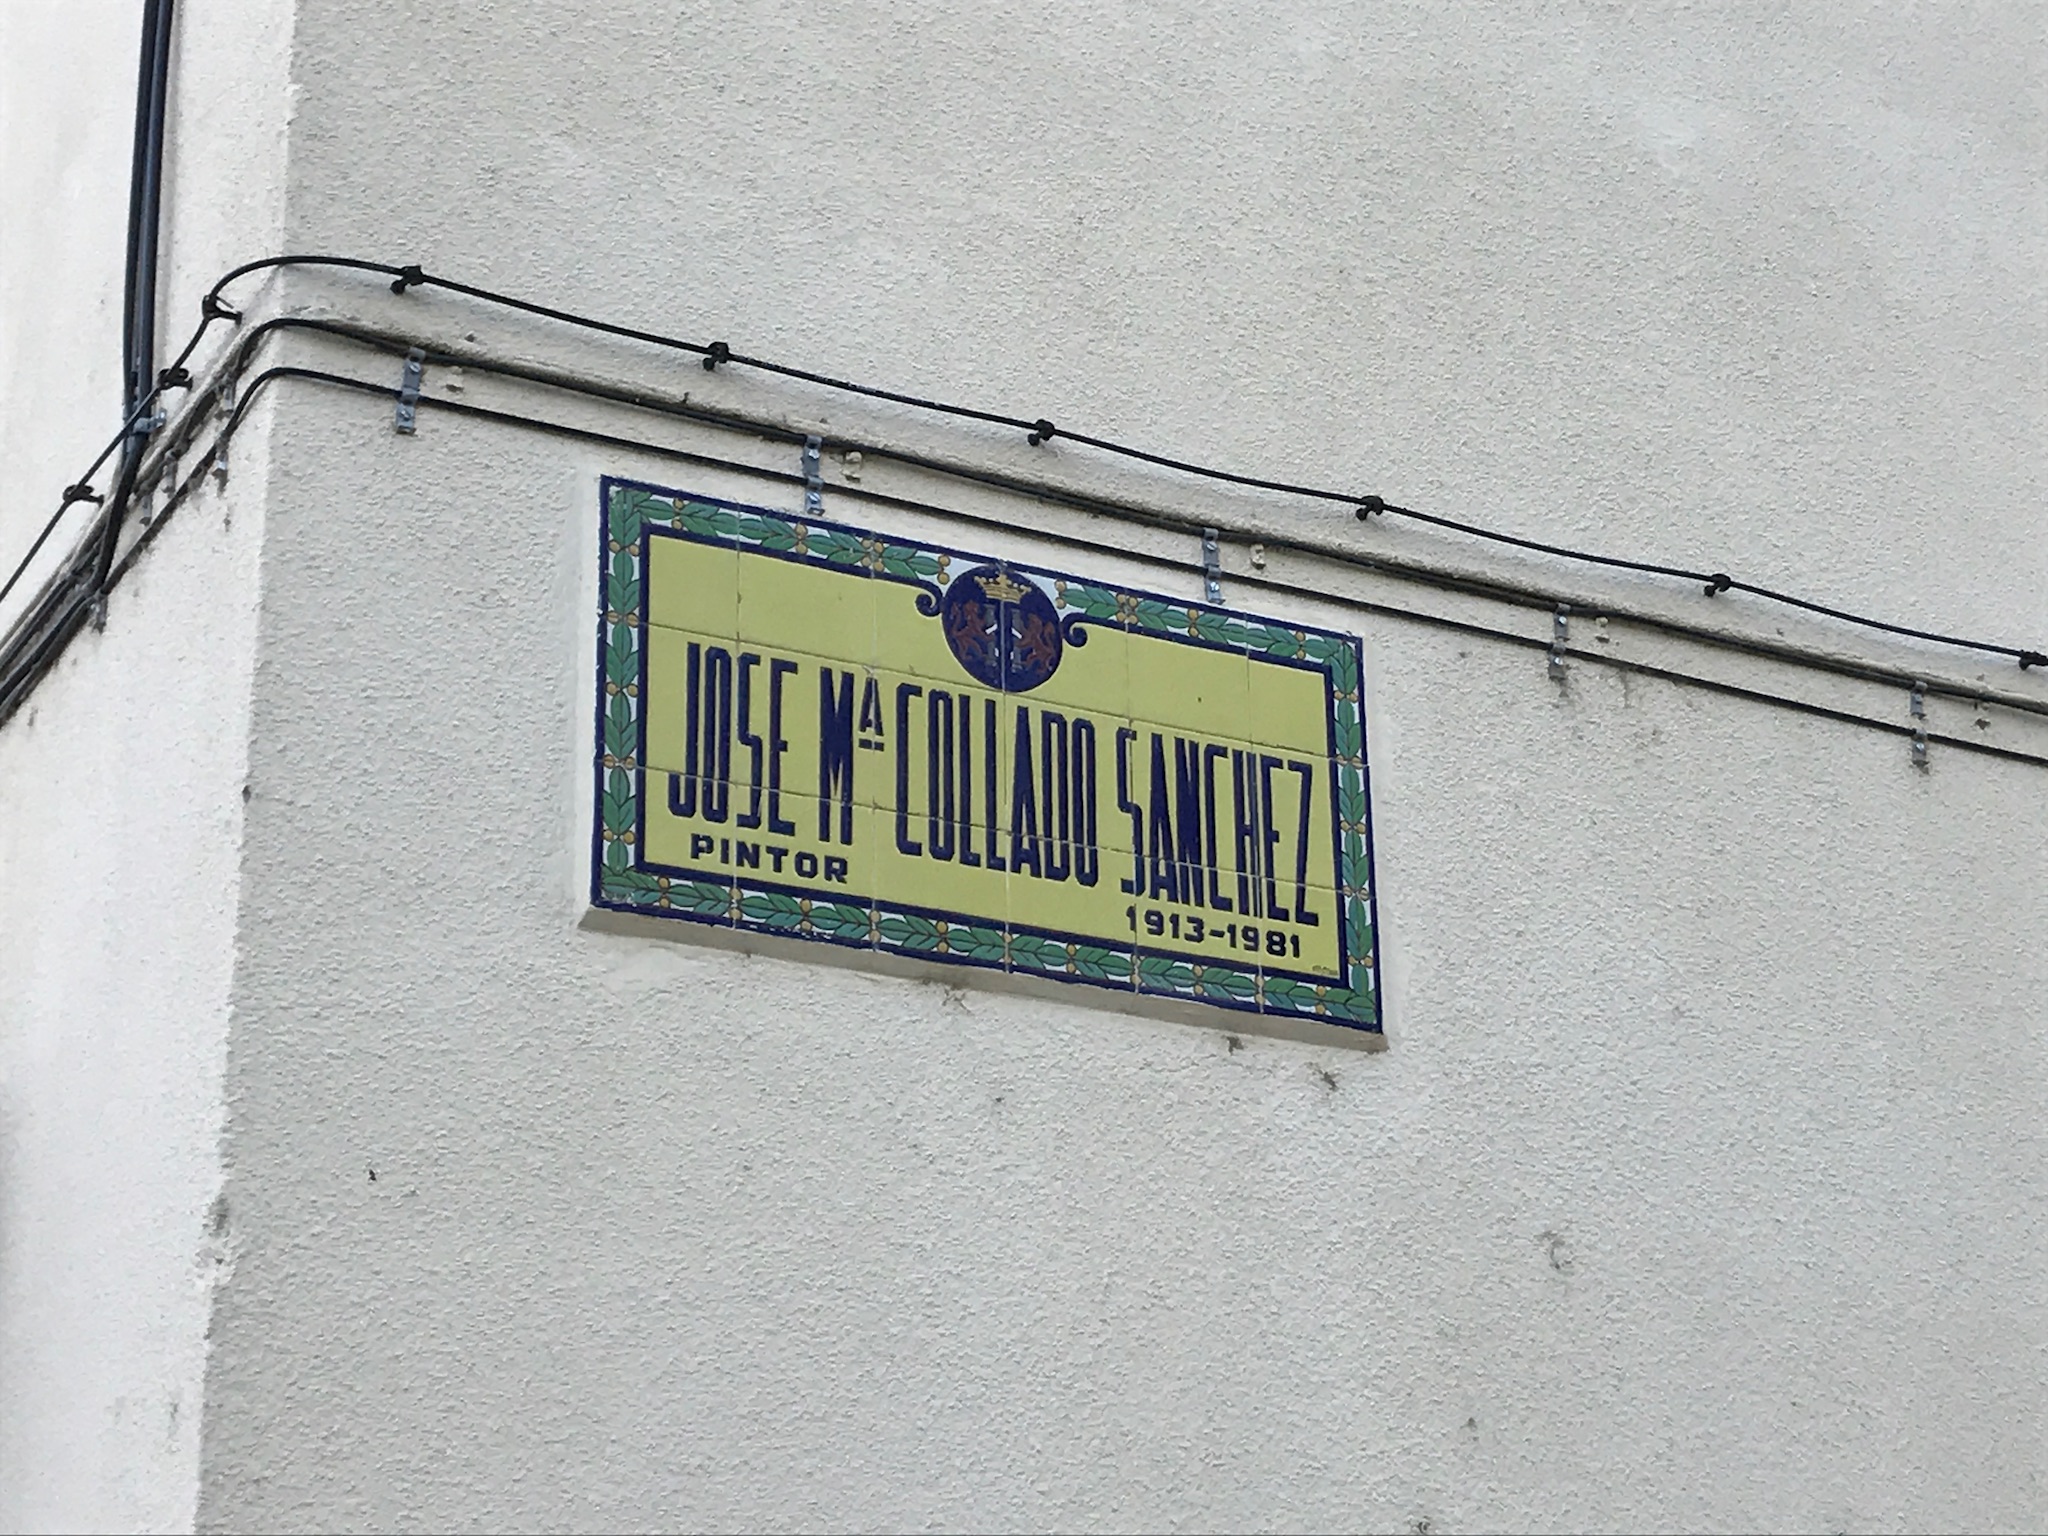 JOSE Mª COLLADO SANCHEZ
PINTOR
1913-1981